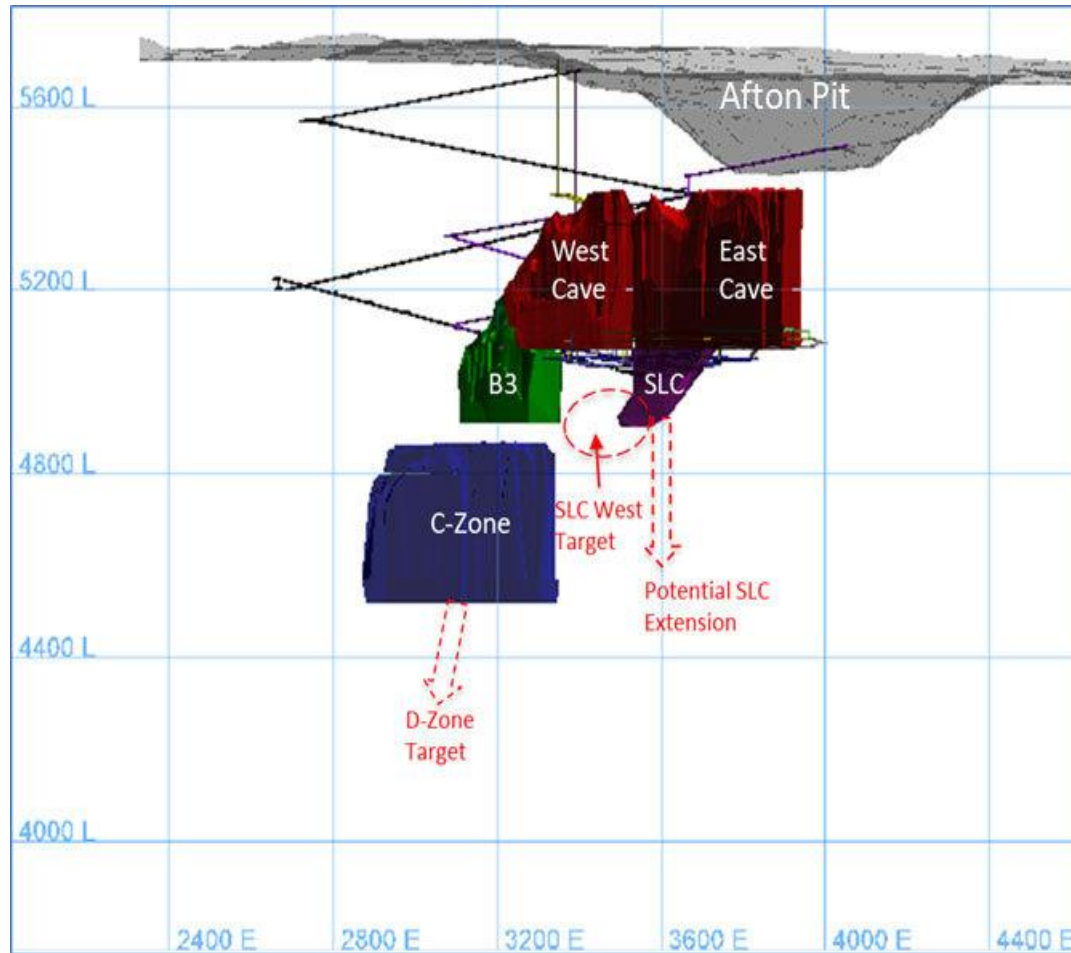 Afton Pit
5600 L
West
Cave
East
Cave
5200 L
B3
SLC
4800 L
C-Zone
SLC West
Target
Potential SLC
Extension
4400 L
D-Zone
Target
4000 L
2400 E
2800 E
3200 E
3600 E
4000 E
4400 E